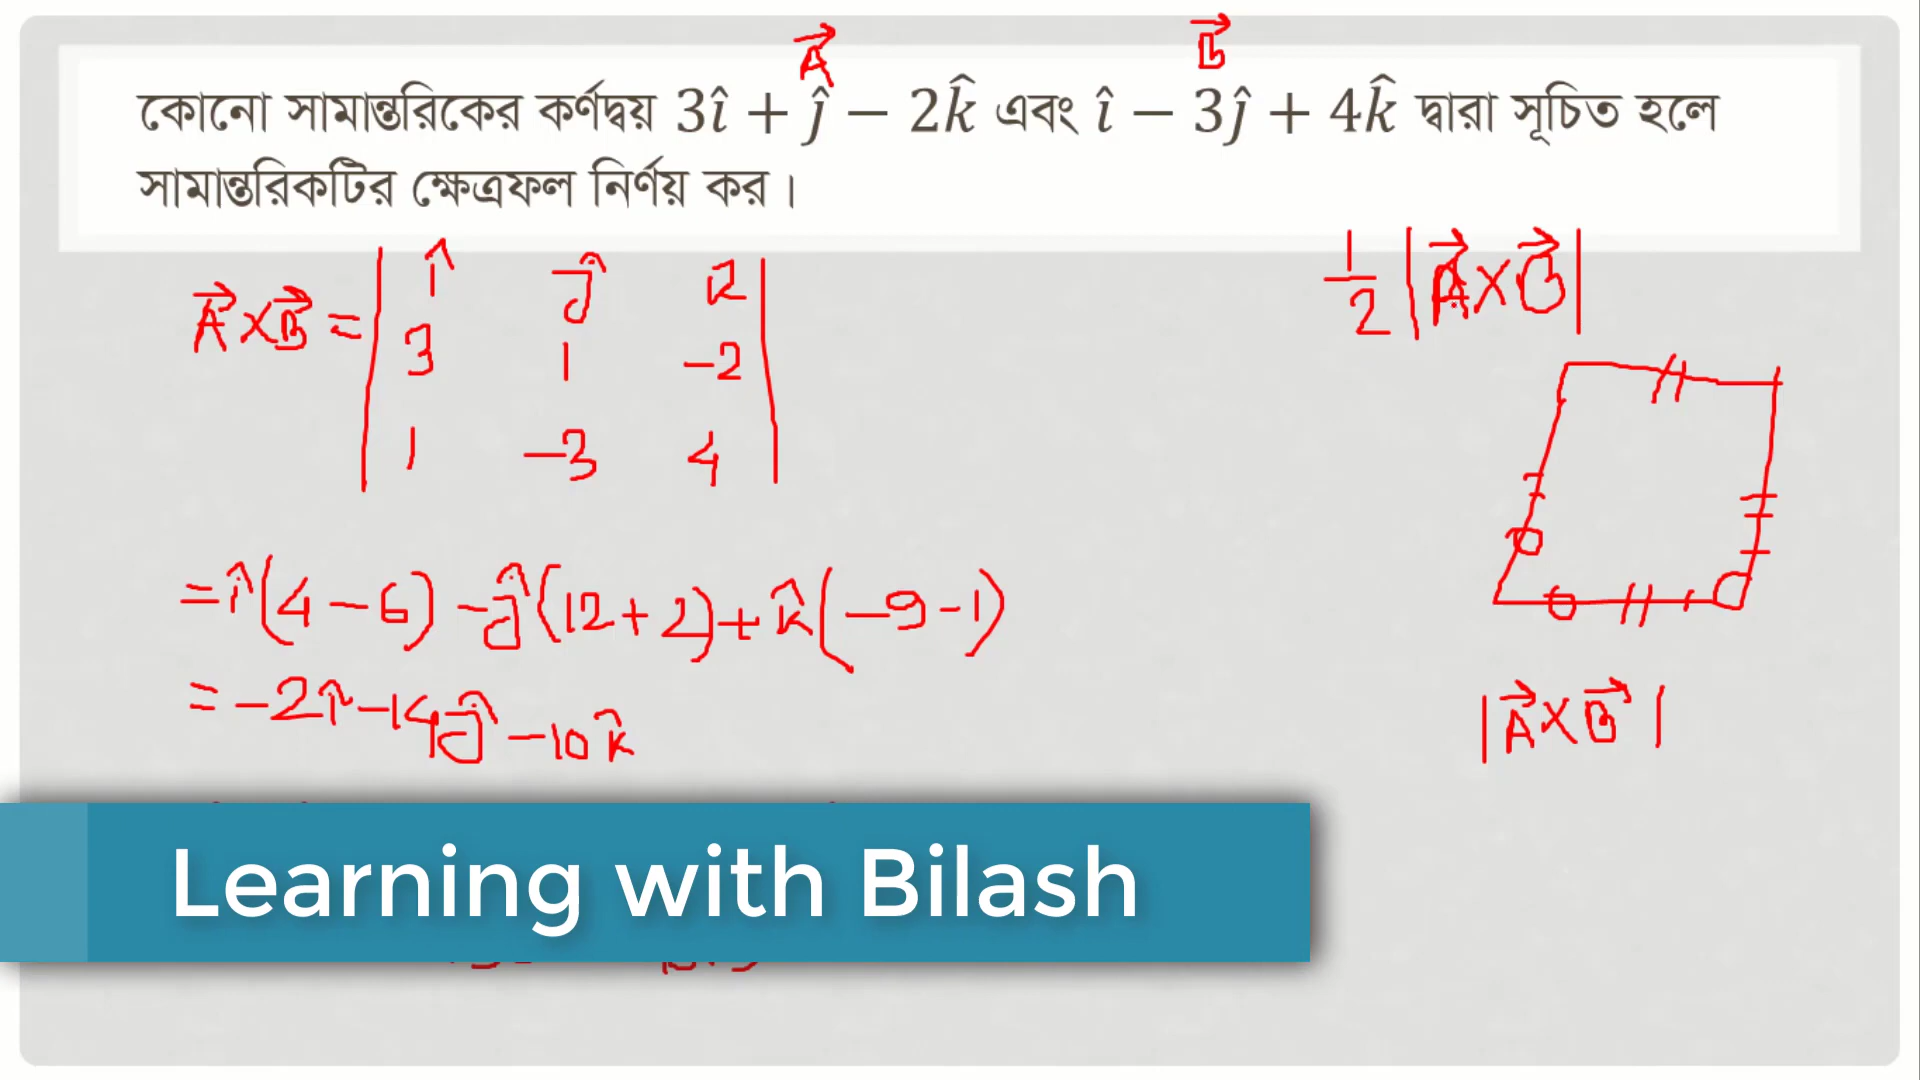 A⃗
B⃗
কোনো সামান্তরিকের কর্ণদ্বয় 3î + ĵ − 2k̂ এবং î − 3ĵ + 4k̂ দ্বারা সূচিত হলে
সামান্তরিকটির ক্ষেত্রফল নির্ণয় কর।
1/2 |A⃗×B⃗|
A⃗×B⃗ = | î ĵ k̂ |
3 1 -2
1 -3 4
= î(4-6) - ĵ(12+2) + k̂(-9-1)
= -2î -14ĵ -10k̂
|A⃗×B⃗|
Learning with Bilash